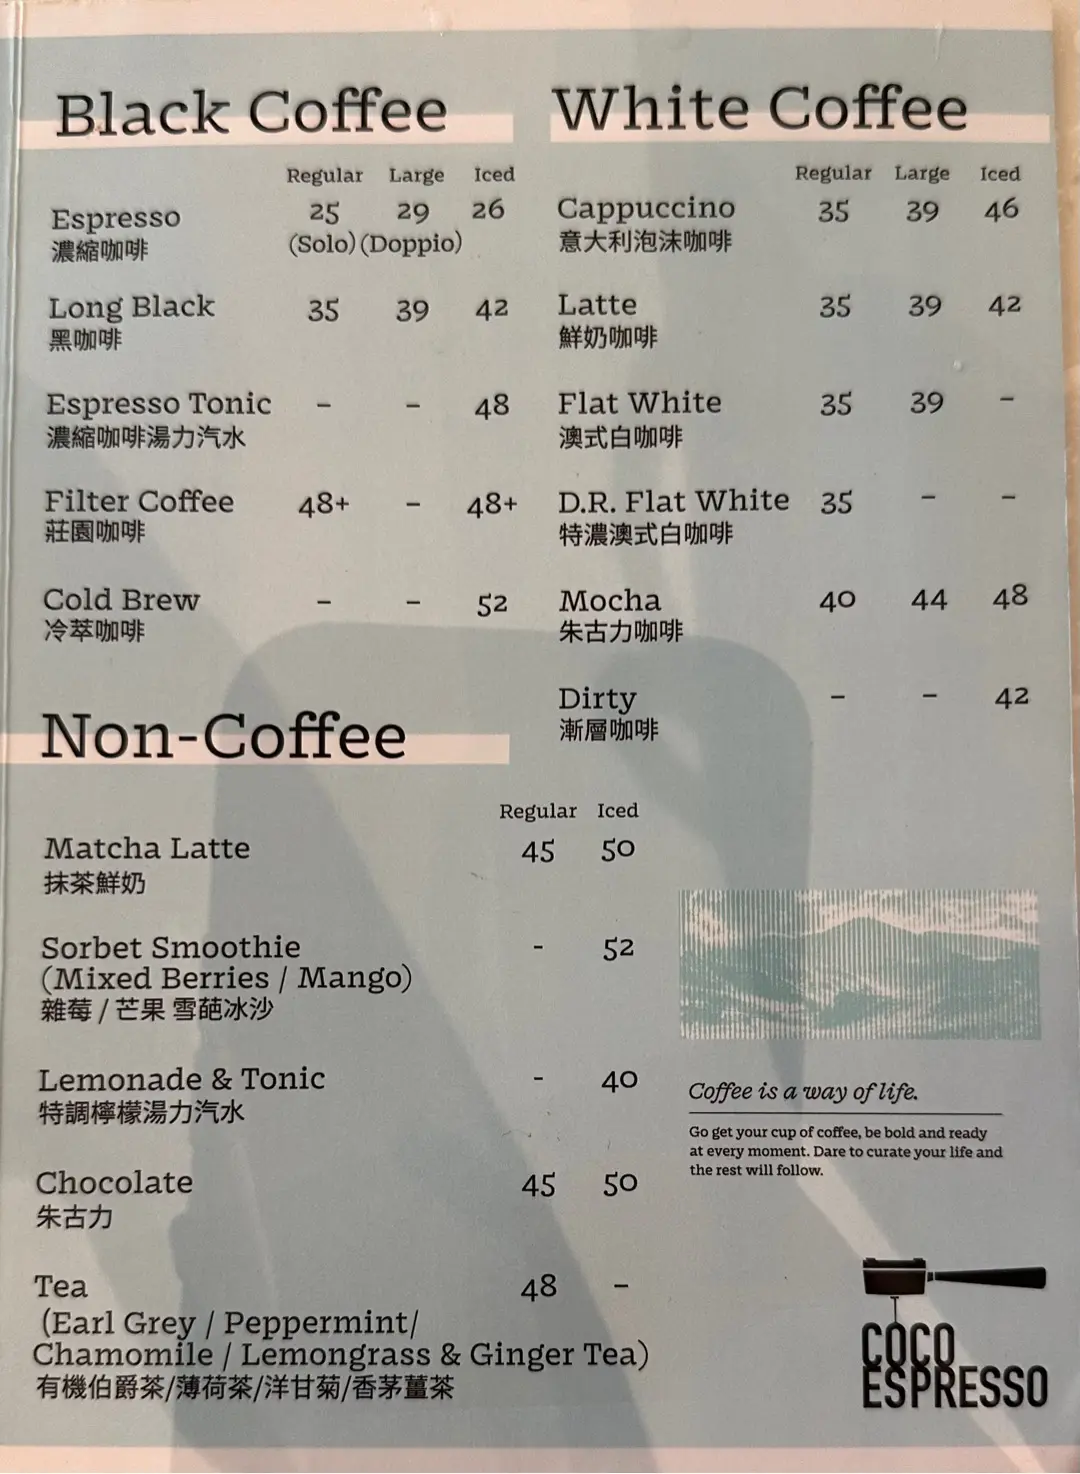 Black Coffee
Regular Large Iced
Espresso 25 29 26
濃縮咖啡 (Solo) (Doppio)
Long Black 35 39 42
黑咖啡
Espresso Tonic – – 48
濃縮咖啡湯力汽水
Filter Coffee 48+ – 48+
莊園咖啡
Cold Brew – – 52
冷萃咖啡
White Coffee
Regular Large Iced
Cappuccino 35 39 46
意大利泡沫咖啡
Latte 35 39 42
鮮奶咖啡
Flat White 35 39 –
澳式白咖啡
D.R. Flat White 35 – –
特濃澳式白咖啡
Mocha 40 44 48
朱古力咖啡
Dirty – – 42
漸層咖啡
Non-Coffee
Regular Iced
Matcha Latte 45 50
抹茶鮮奶
Sorbet Smoothie - 52
(Mixed Berries / Mango)
雜莓 / 芒果 雪葩冰沙
Lemonade & Tonic - 40
特調檸檬湯力汽水
Chocolate 45 50
朱古力
Tea 48 –
(Earl Grey / Peppermint/
Chamomile / Lemongrass & Ginger Tea)
有機伯爵茶/薄荷茶/洋甘菊/香茅薑茶
Coffee is a way of life.
Go get your cup of coffee, be bold and ready
at every moment. Dare to curate your life and
the rest will follow.
COCO
ESPRESSO